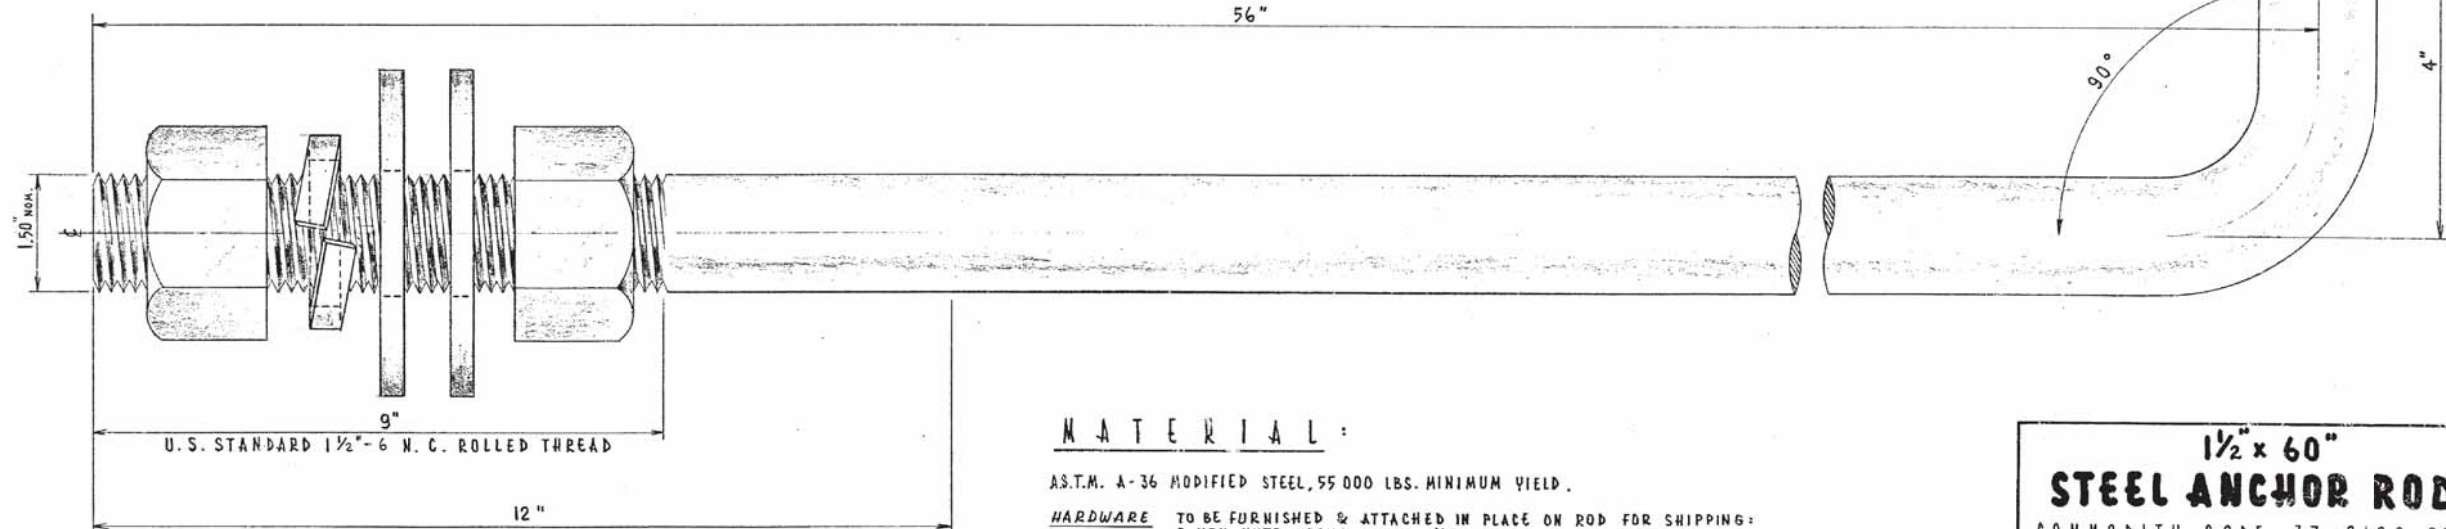 56"
4"
90°
1.50" NOM.
℄
9"
U.S. STANDARD 1½"-6 N.C. ROLLED THREAD
12"
MATERIAL:
A.S.T.M. A-36 MODIFIED STEEL, 55 000 LBS. MINIMUM YIELD.
HARDWARE TO BE FURNISHED & ATTACHED IN PLACE ON ROD FOR SHIPPING:
1½" x 60"
STEEL ANCHOR ROD